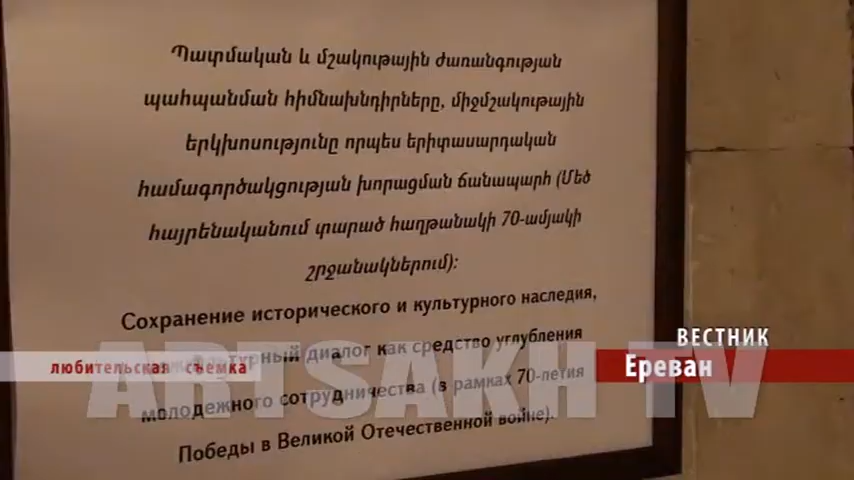 Պատմական և մշակութային ժառանգության
պահպանման հիմնախնդիրները, միջմշակութային
երկխոսությունը որպես երիտասարդական
համագործակցության խորացման ճանապարհ (Մեծ
հայրենականում տարած հաղթանակի 70-ամյակի
շրջանակներում):
Сохранение исторического и культурного наследия,
диалог как средство углубления
молодежного сотрудничества (в рамках 70-летия
Победы в Великой Отечественной войне).
любительская съемка
ARTSAKH TV
ВЕСТНИК
Ереван